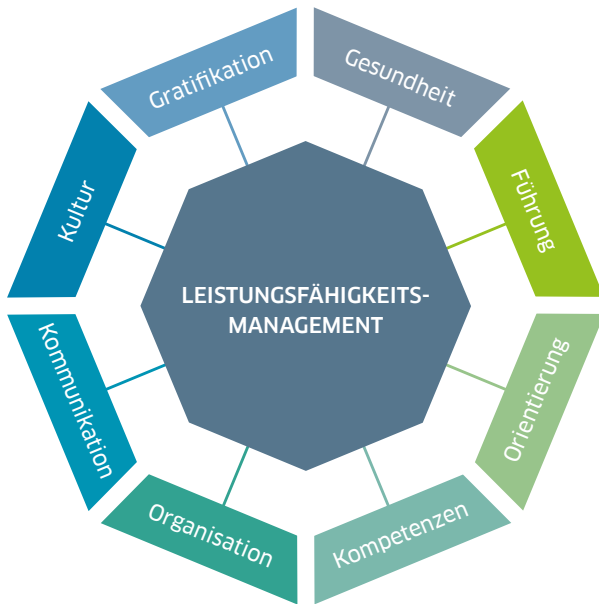 Gratifikation
Gesundheit
Führung
Orientierung
Kompetenzen
Organisation
Kommunikation
Kultur
LEISTUNGSFÄHIGKEITS-
MANAGEMENT